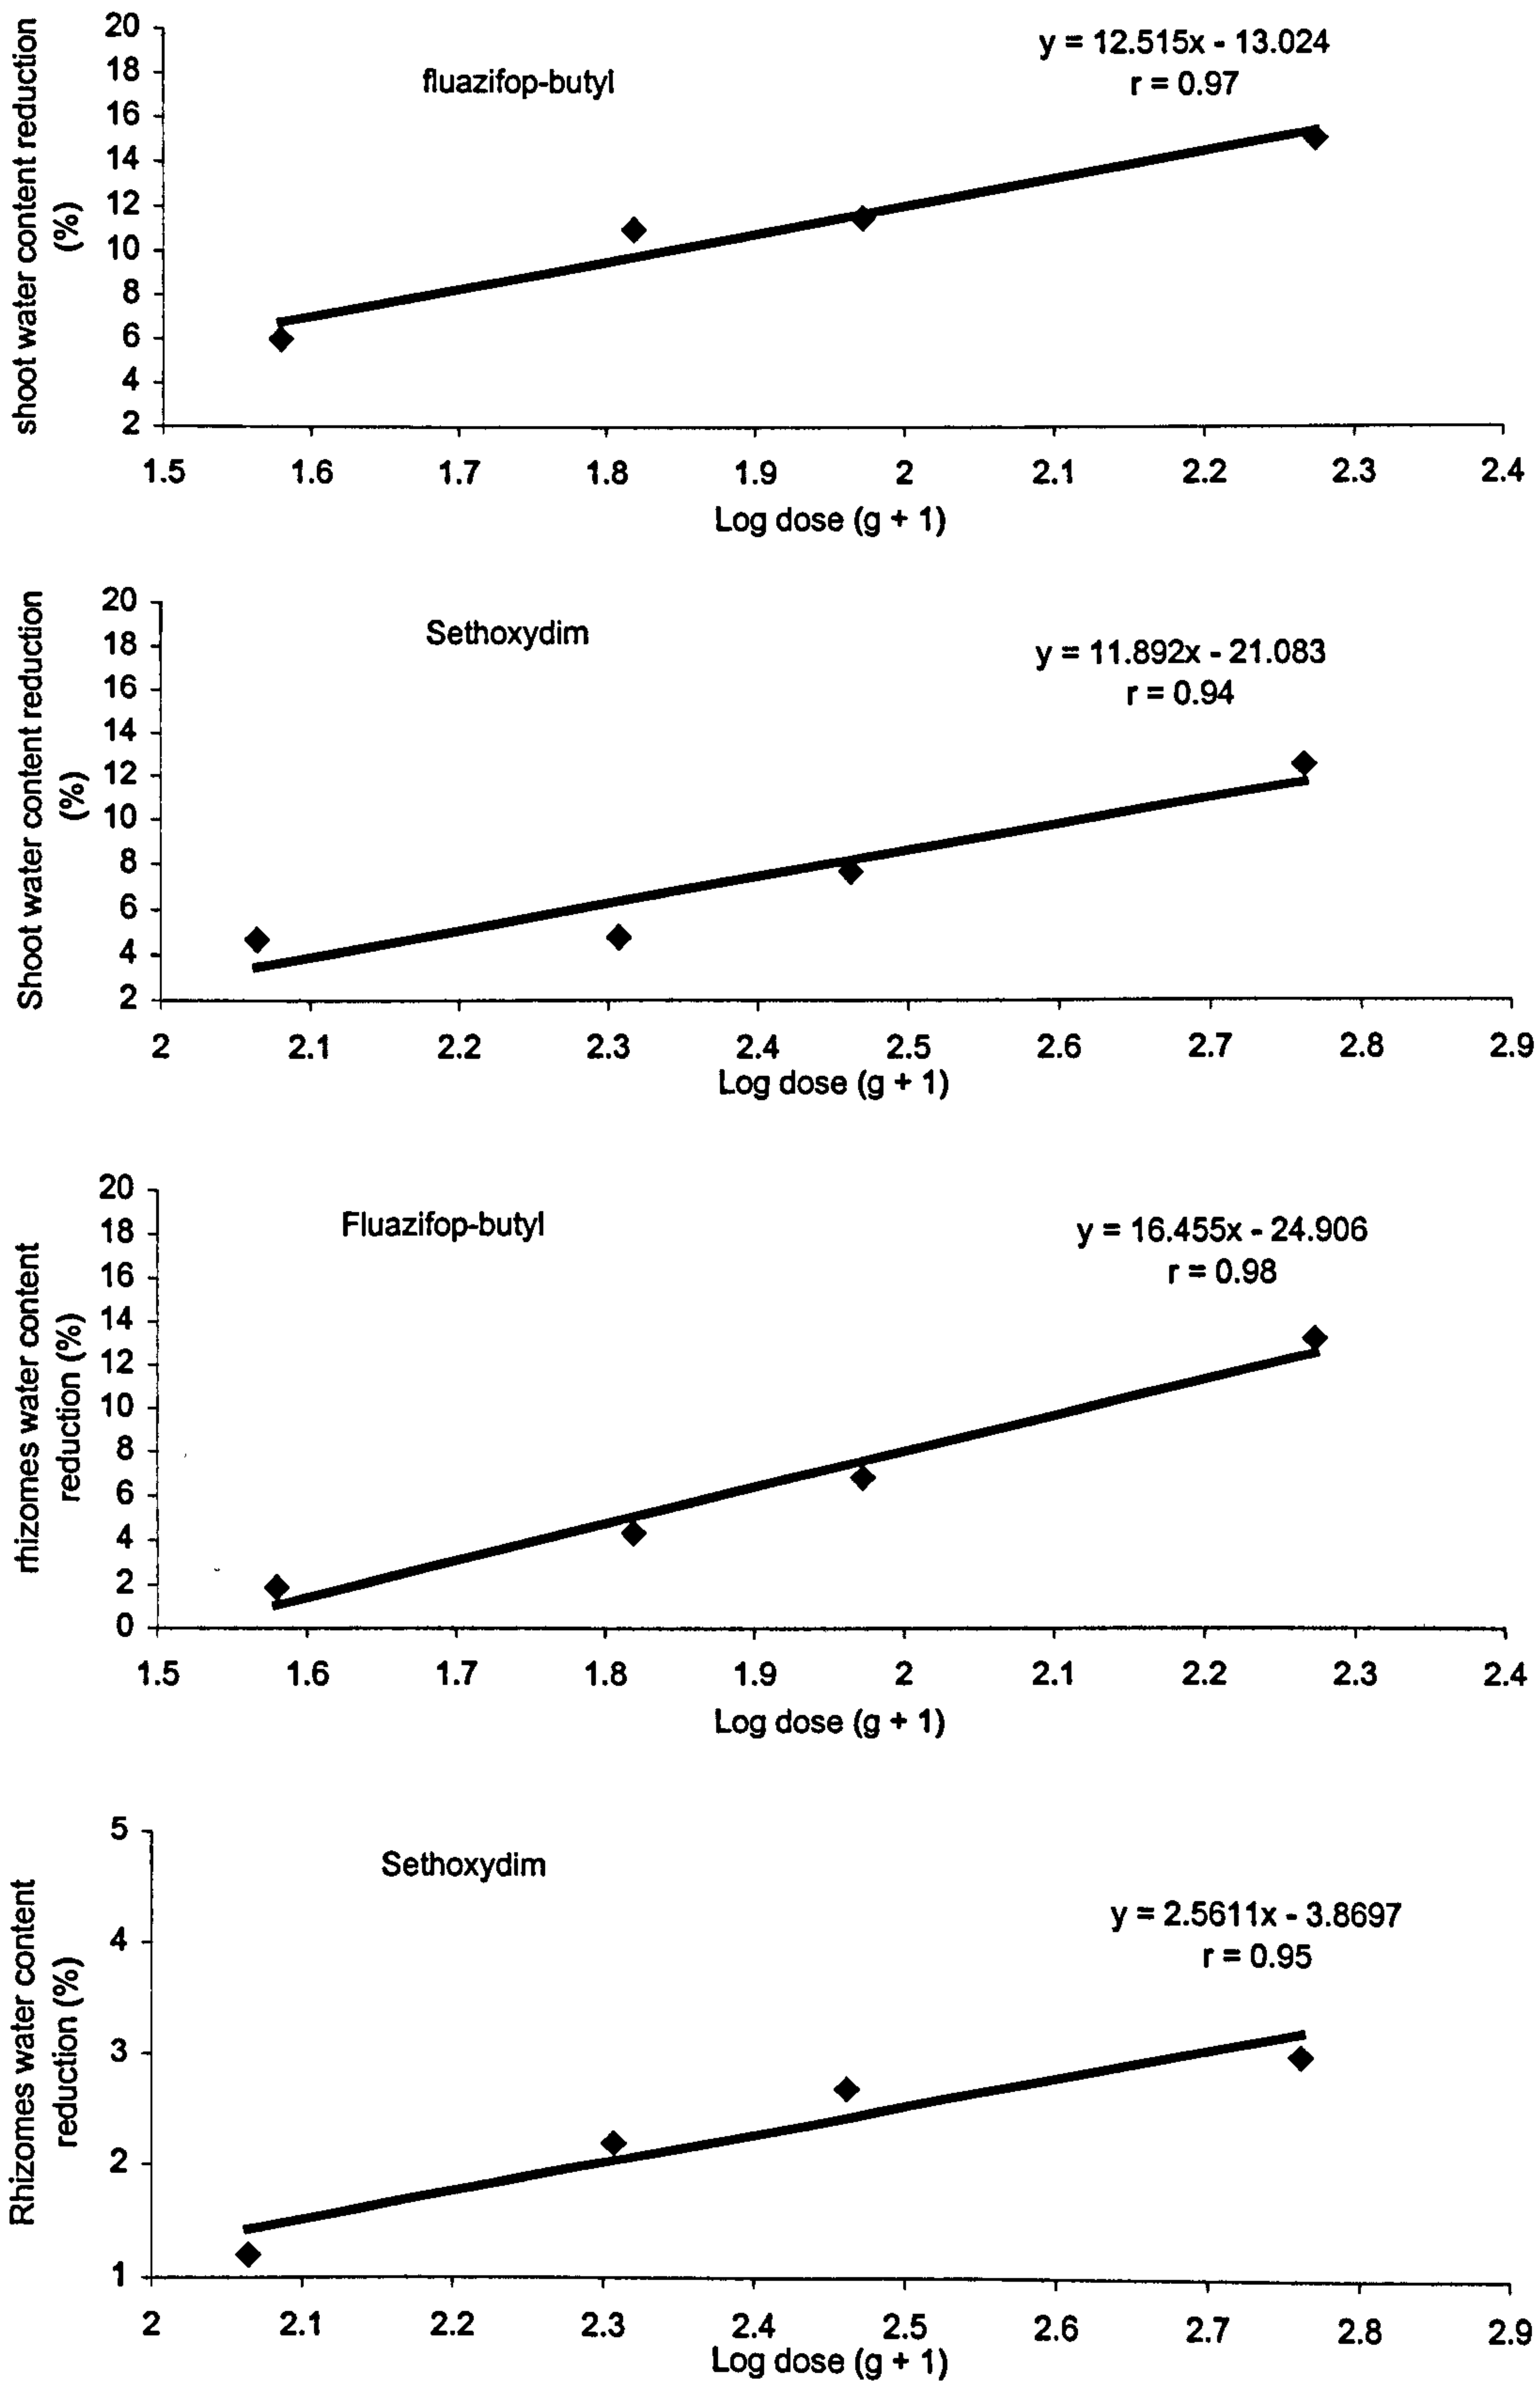 shoot water content reduction
(%)
20
18
16
14
12
10
8
6
4
2
fluazifop-butyl
y = 12.515x - 13.024
r = 0.97
1.5 1.6 1.7 1.8 1.9 2 2.1 2.2 2.3 2.4
Log dose (g + 1)
Shoot water content reduction
(%)
20
18
16
14
12
10
8
6
4
2
Sethoxydim
y = 11.892x - 21.083
r = 0.94
2 2.1 2.2 2.3 2.4 2.5 2.6 2.7 2.8 2.9
Log dose (g + 1)
rhizomes water content
reduction (%)
20
18
16
14
12
10
8
6
4
2
0
Fluazifop-butyl
y = 16.455x - 24.906
r = 0.98
1.5 1.6 1.7 1.8 1.9 2 2.1 2.2 2.3 2.4
Log dose (g + 1)
Rhizomes water content
reduction (%)
5
4
3
2
1
Sethoxydim
y = 2.5611x - 3.8697
r = 0.95
2 2.1 2.2 2.3 2.4 2.5 2.6 2.7 2.8 2.9
Log dose (g + 1)